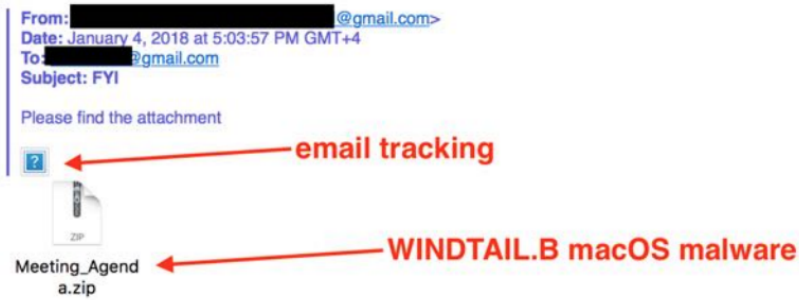 From: @gmail.com>
Date: January 4, 2018 at 5:03:57 PM GMT+4
To: @gmail.com
Subject: FYI
Please find the attachment
?
email tracking
ZIP
WINDTAIL.B macOS malware
Meeting_Agend
a.zip